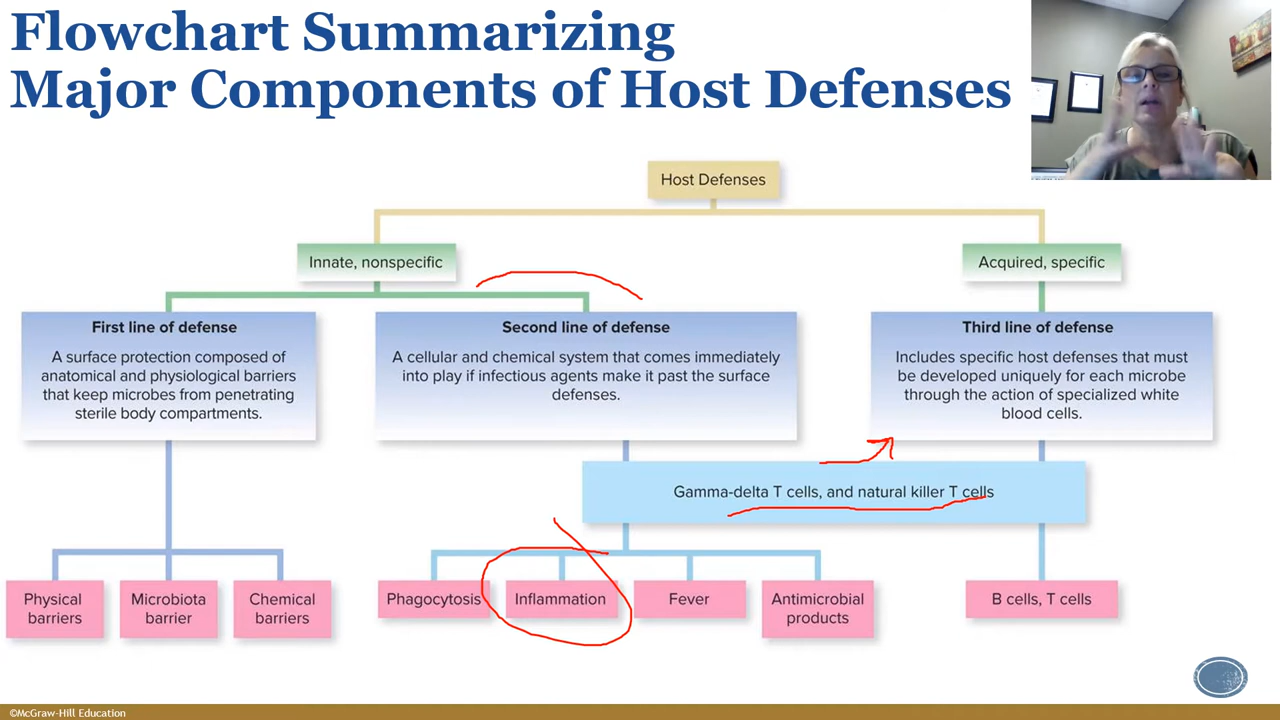 Flowchart Summarizing
Major Components of Host Defenses
Host Defenses
Innate, nonspecific
Acquired, specific
First line of defense
A surface protection composed of
anatomical and physiological barriers
that keep microbes from penetrating
sterile body compartments.
Second line of defense
A cellular and chemical system that comes immediately
into play if infectious agents make it past the surface
defenses.
Third line of defense
Includes specific host defenses that must
be developed uniquely for each microbe
through the action of specialized white
blood cells.
Gamma-delta T cells, and natural killer T cells
Physical
barriers
Microbiota
barrier
Chemical
barriers
Phagocytosis
Inflammation
Fever
Antimicrobial
products
B cells, T cells
©McGraw-Hill Education